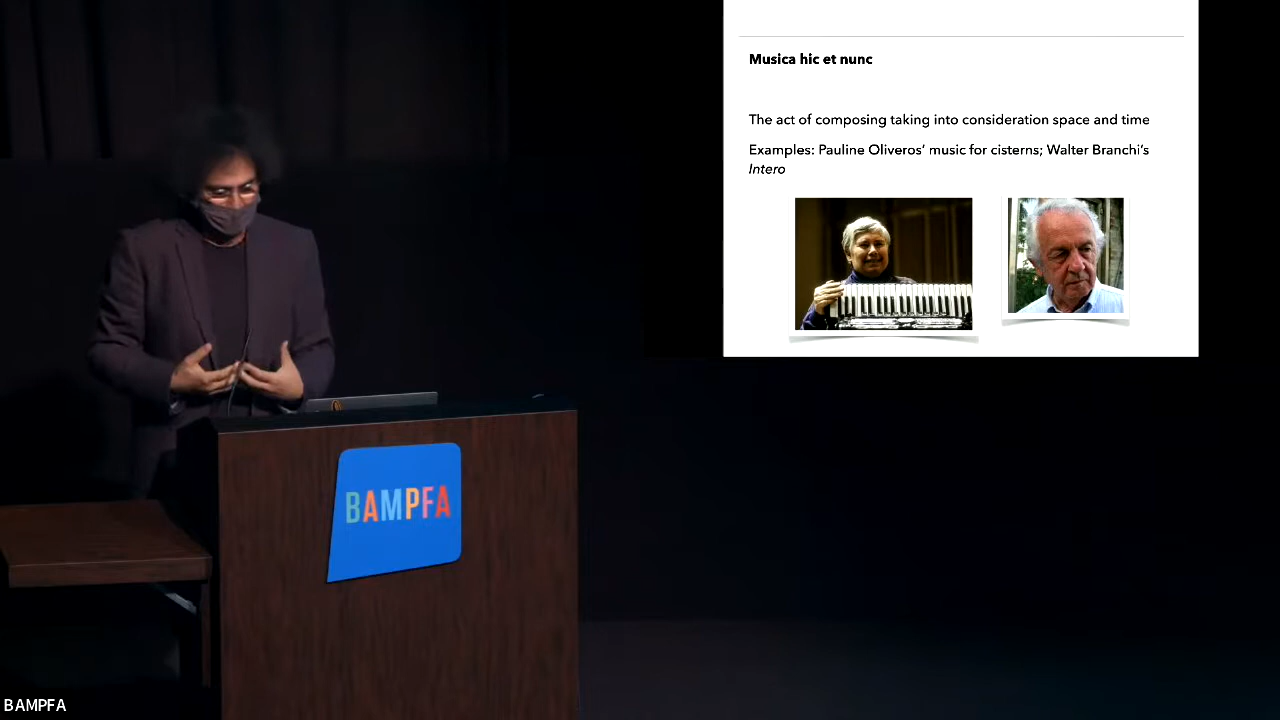 Musica hic et nunc
The act of composing taking into consideration space and time
Examples: Pauline Oliveros’ music for cisterns; Walter Branchi’s
Intero
BAMPFA
BAMPFA